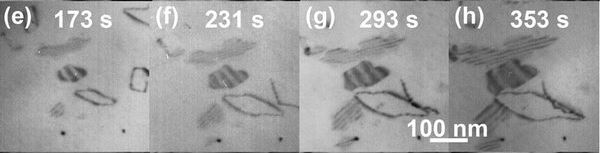 (e) 173 s
(f) 231 s
(g) 293 s
(h) 353 s
100 nm